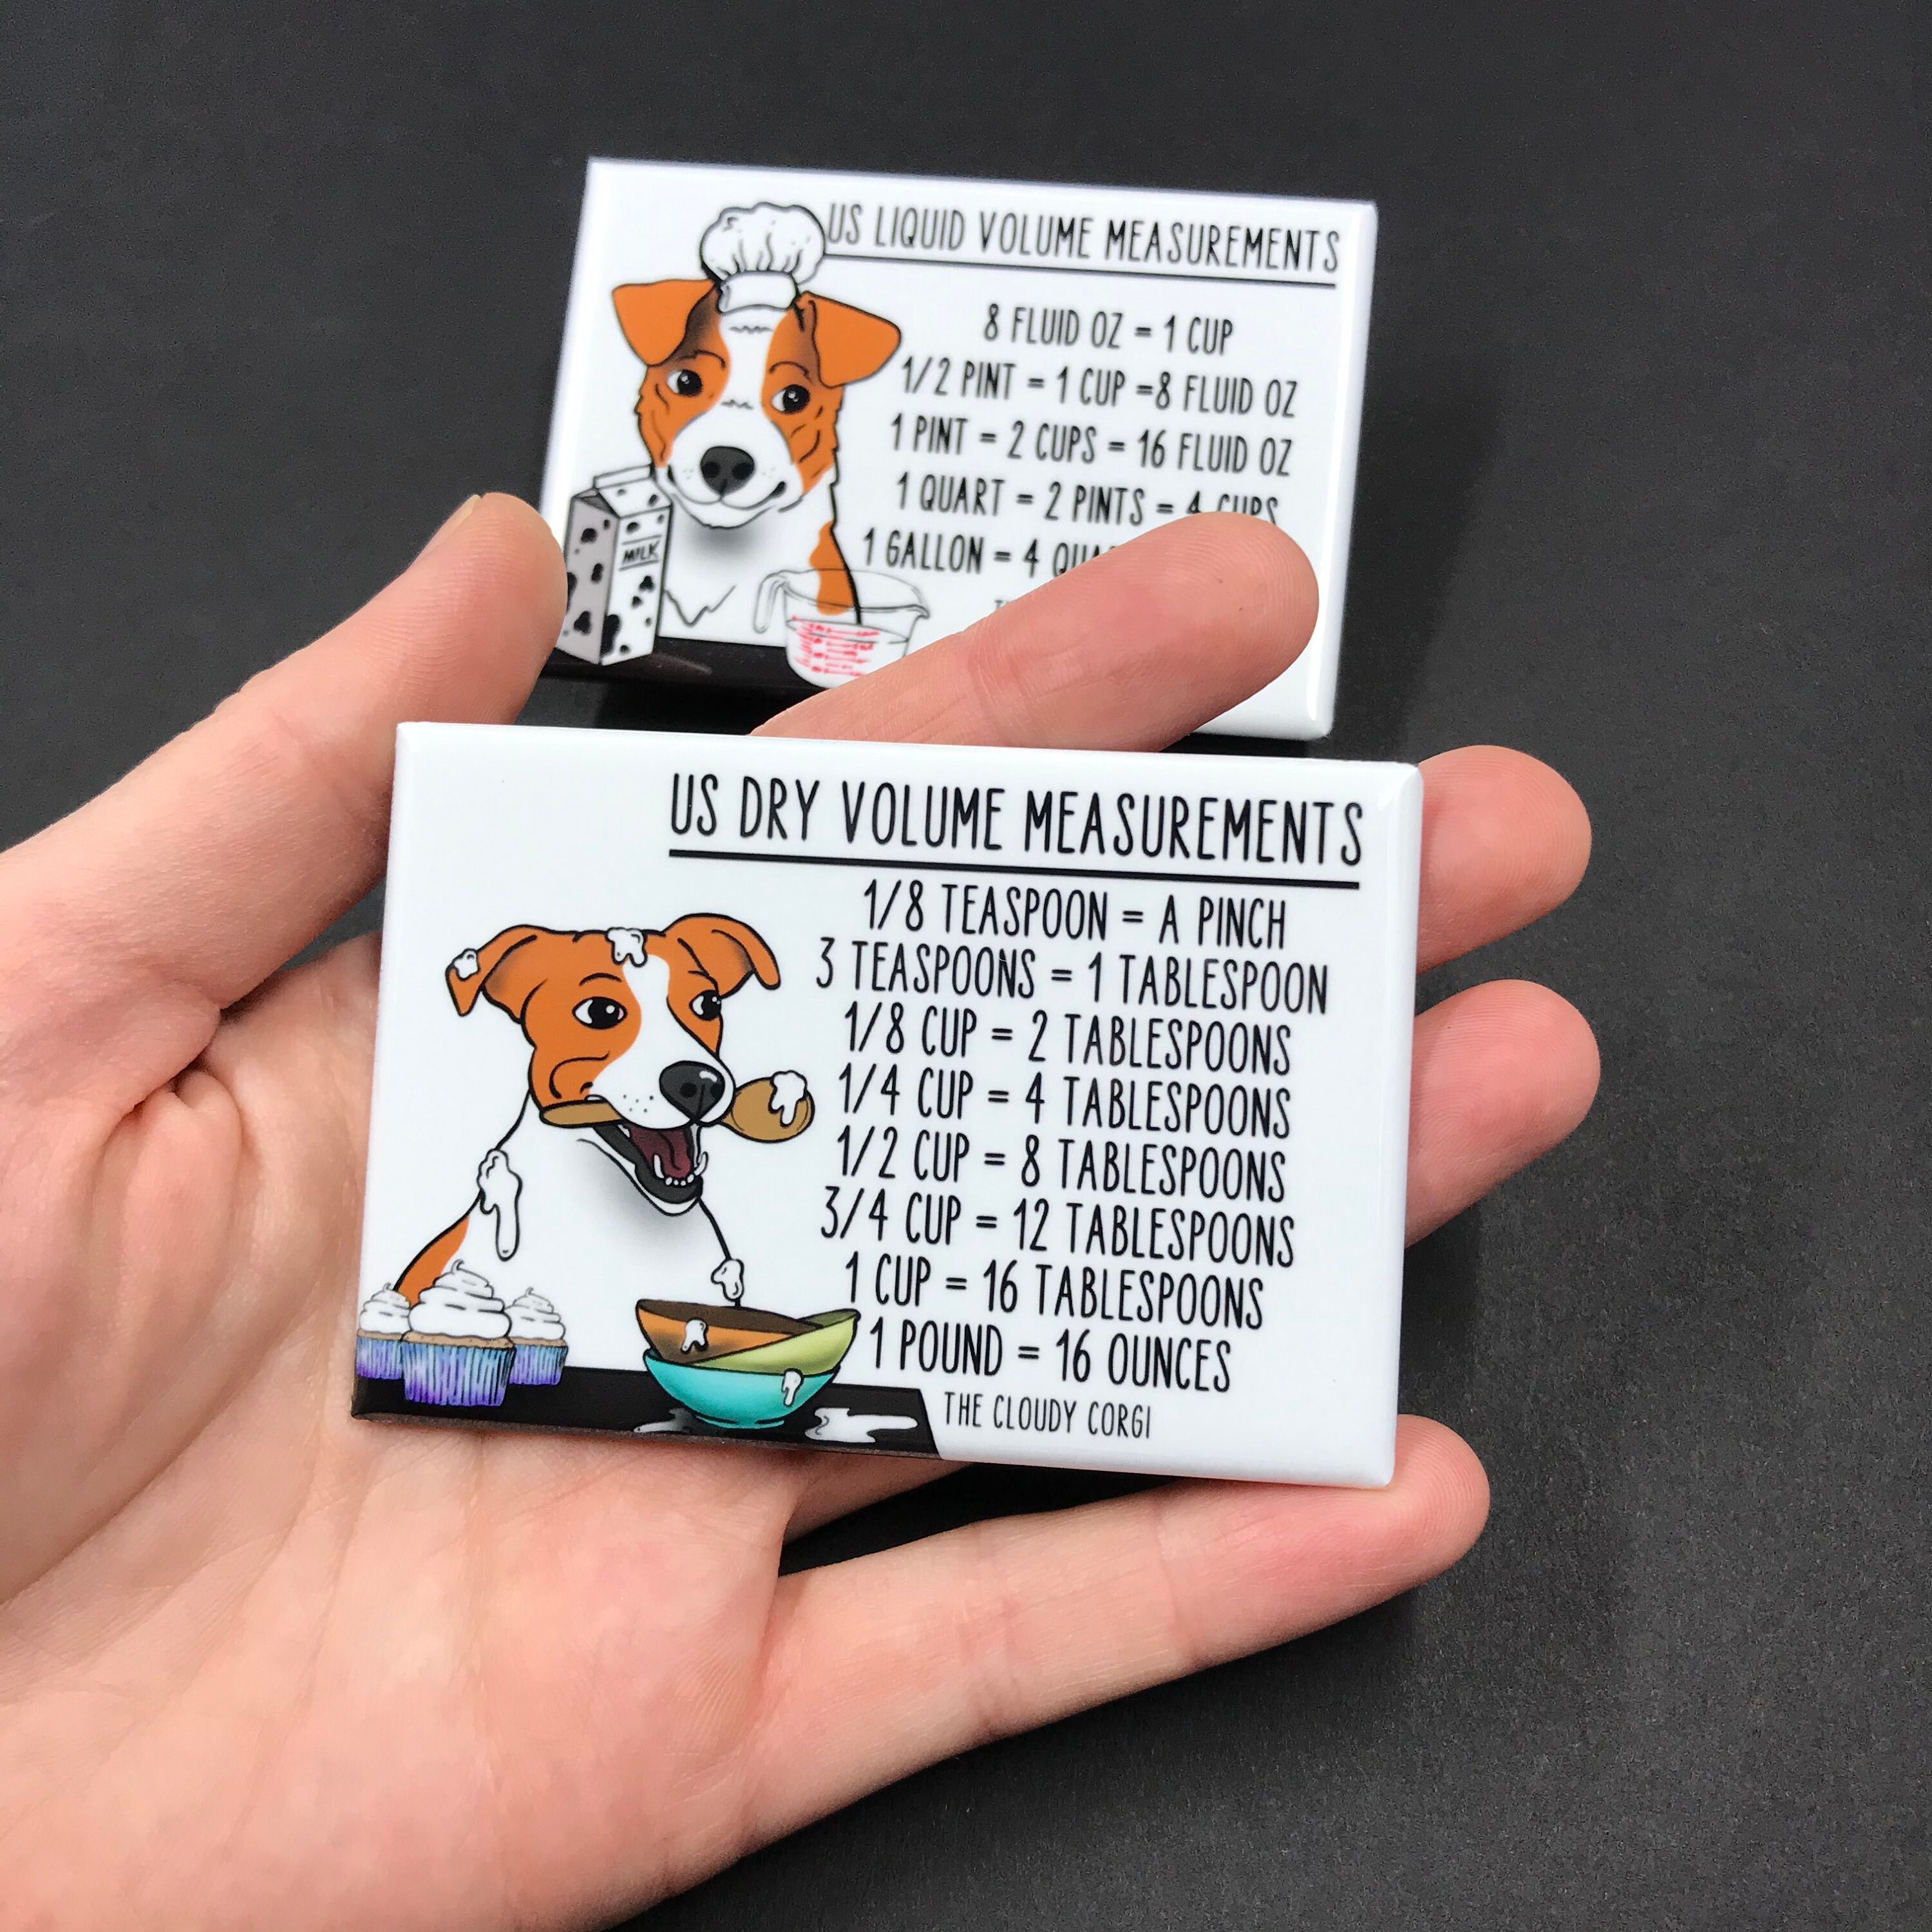 US LIQUID VOLUME MEASUREMENTS
8 FLUID OZ = 1 CUP
1/2 PINT = 1 CUP =8 FLUID OZ
1 PINT = 2 CUPS = 16 FLUID OZ
1 QUART = 2 PINTS = 4 CUPS
1 GALLON = 4
MILK
US DRY VOLUME MEASUREMENTS
1/8 TEASPOON = A PINCH
3 TEASPOONS = 1 TABLESPOON
1/8 CUP = 2 TABLESPOONS
1/4 CUP = 4 TABLESPOONS
1/2 CUP = 8 TABLESPOONS
3/4 CUP = 12 TABLESPOONS
1 CUP = 16 TABLESPOONS
1 POUND = 16 OUNCES
THE CLOUDY CORGI